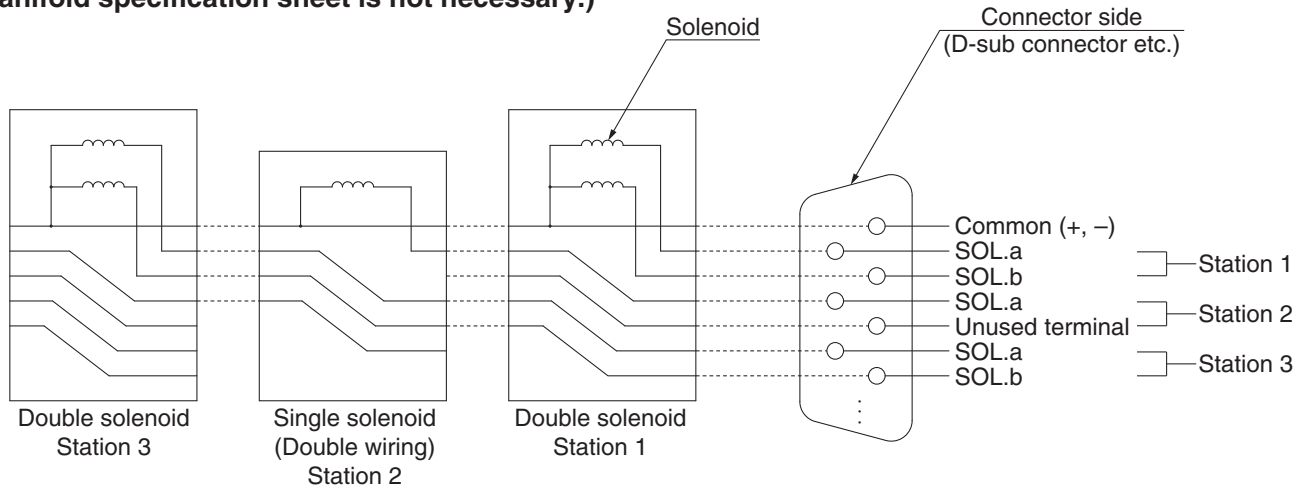 anifold specification sheet is not necessary.)
Solenoid
Connector side
(D-sub connector etc.)
Common (+, –)
SOL.a
SOL.b
Station 1
SOL.a
Unused terminal
Station 2
SOL.a
SOL.b
Station 3
Double solenoid
Station 3
Single solenoid
(Double wiring)
Station 2
Double solenoid
Station 1